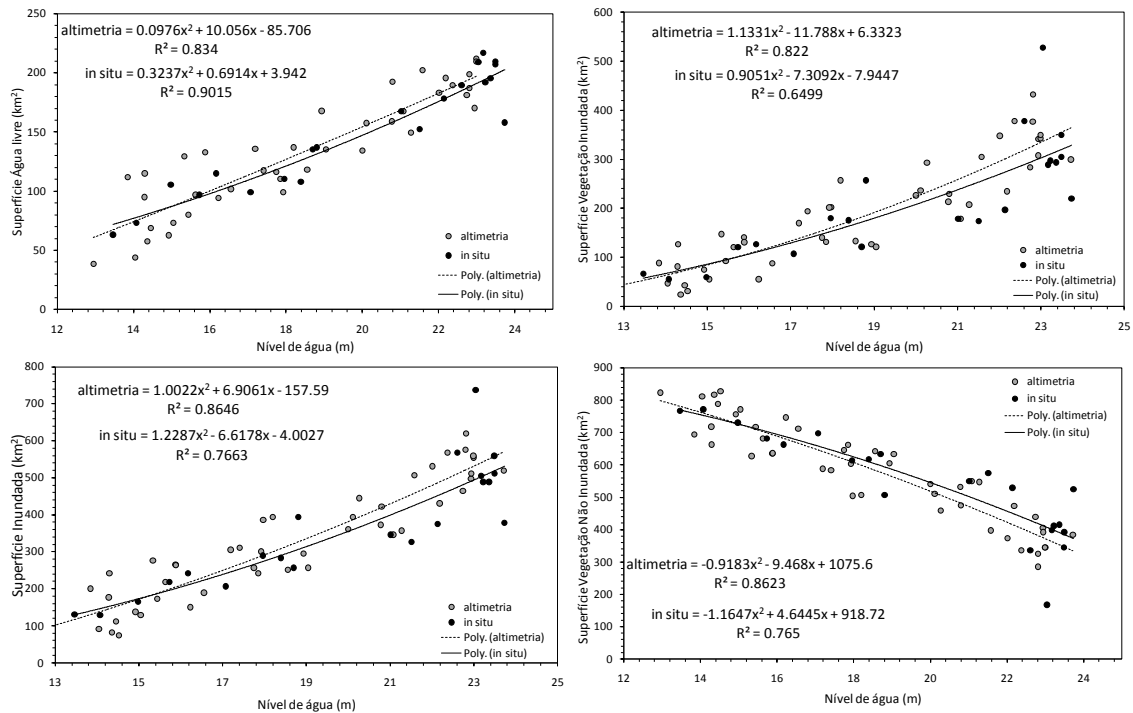 altimetria = 0.0976x² + 10.056x - 85.706
R² = 0.834
in situ = 0.3237x² + 0.6914x + 3.942
R² = 0.9015
Superfície Água livre (km²)
250
200
150
100
50
0
12 14 16 18 20 22 24
Nível de água (m)
altimetria
in situ
Poly. (altimetria)
Poly. (in situ)
altimetria = 1.1331x² - 11.788x + 6.3323
R² = 0.822
in situ = 0.9051x² - 7.3092x - 7.9447
R² = 0.6499
Superfície Vegetação Inundada (km²)
600
500
400
300
200
100
0
13 15 17 19 21 23 25
Nível de água (m)
altimetria
in situ
Poly. (altimetria)
Poly. (in situ)
altimetria = 1.0022x² + 6.9061x - 157.59
R² = 0.8646
in situ = 1.2287x² - 6.6178x - 4.0027
R² = 0.7663
Superfície Inundada (km²)
800
700
600
500
400
300
200
100
0
13 15 17 19 21 23 25
Nível de água (m)
altimetria
in situ
Poly. (altimetria)
Poly. (in situ)
altimetria = -0.9183x² - 9.468x + 1075.6
R² = 0.8623
in situ = -1.1647x² + 4.6445x + 918.72
R² = 0.765
Superfície Vegetação Não Inundada (km²)
900
800
700
600
500
400
300
200
100
0
12 14 16 18 20 22 24
Nível de água (m)
altimetria
in situ
Poly. (altimetria)
Poly. (in situ)